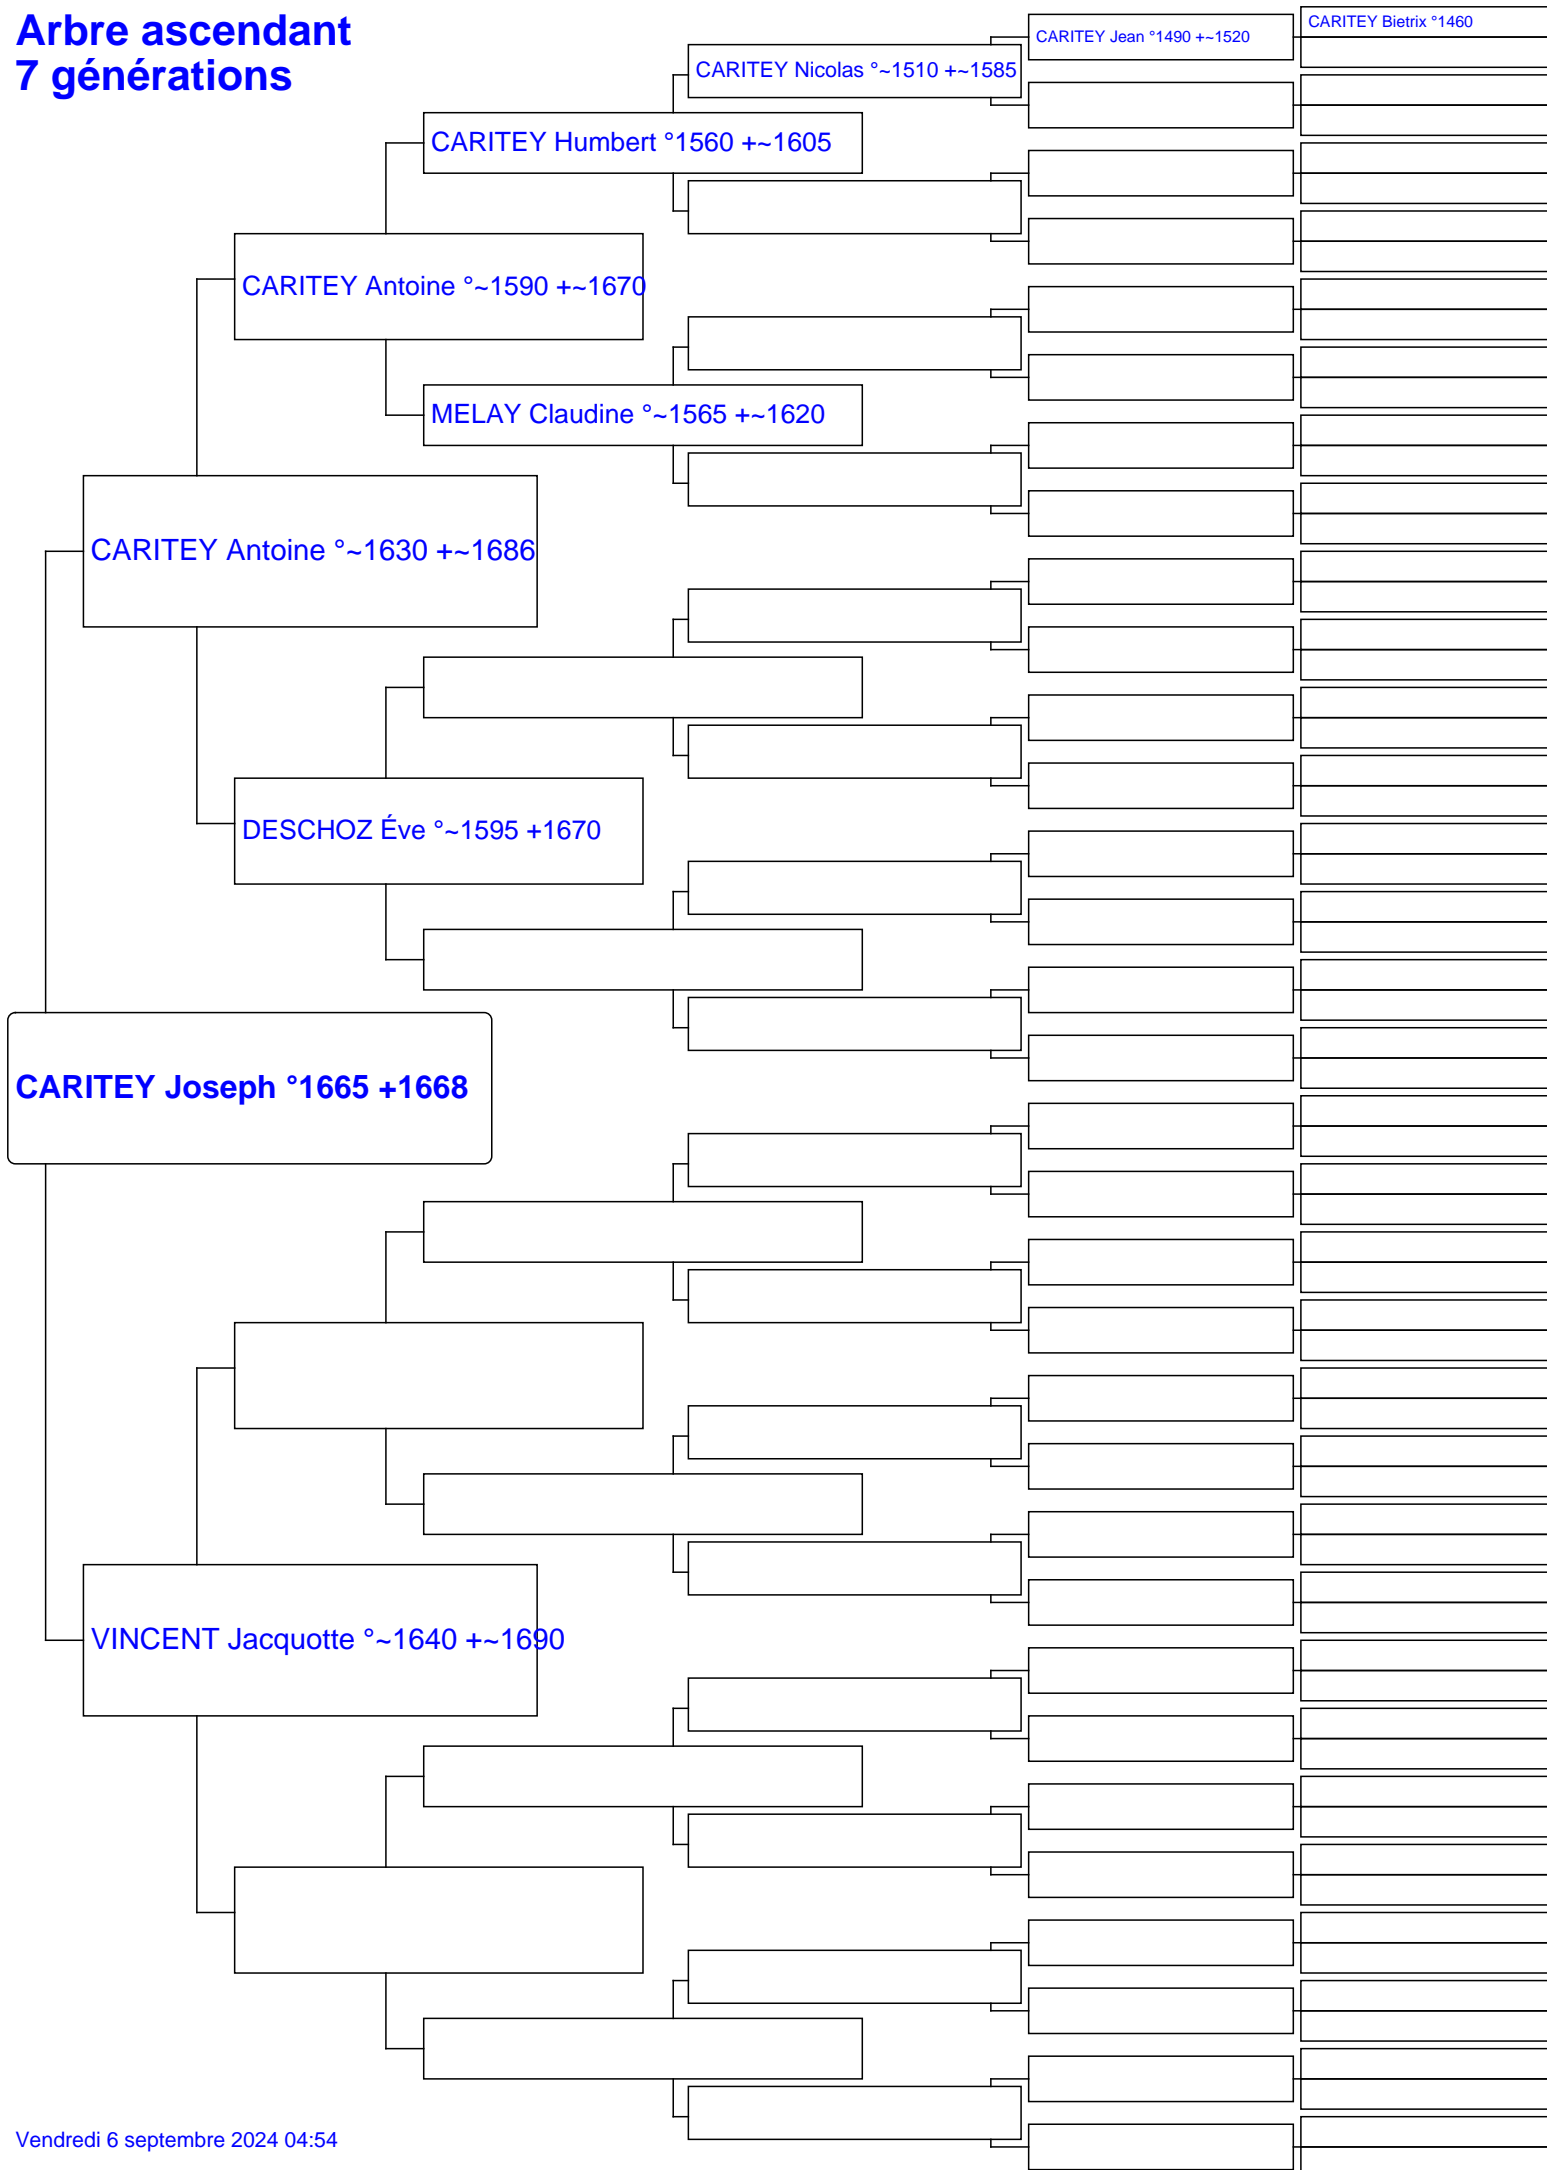 Arbre ascendant
7 générations
CARITEY Bietrix °1460
CARITEY Jean °1490 +~1520
CARITEY Nicolas °~1510 +~1585
CARITEY Humbert °1560 +~1605
CARITEY Antoine °~1590 +~1670
MELAY Claudine °~1565 +~1620
CARITEY Antoine °~1630 +~1686
DESCHOZ Éve °~1595 +1670
CARITEY Joseph °1665 +1668
VINCENT Jacquotte °~1640 +~1690
Vendredi 6 septembre 2024 04:54